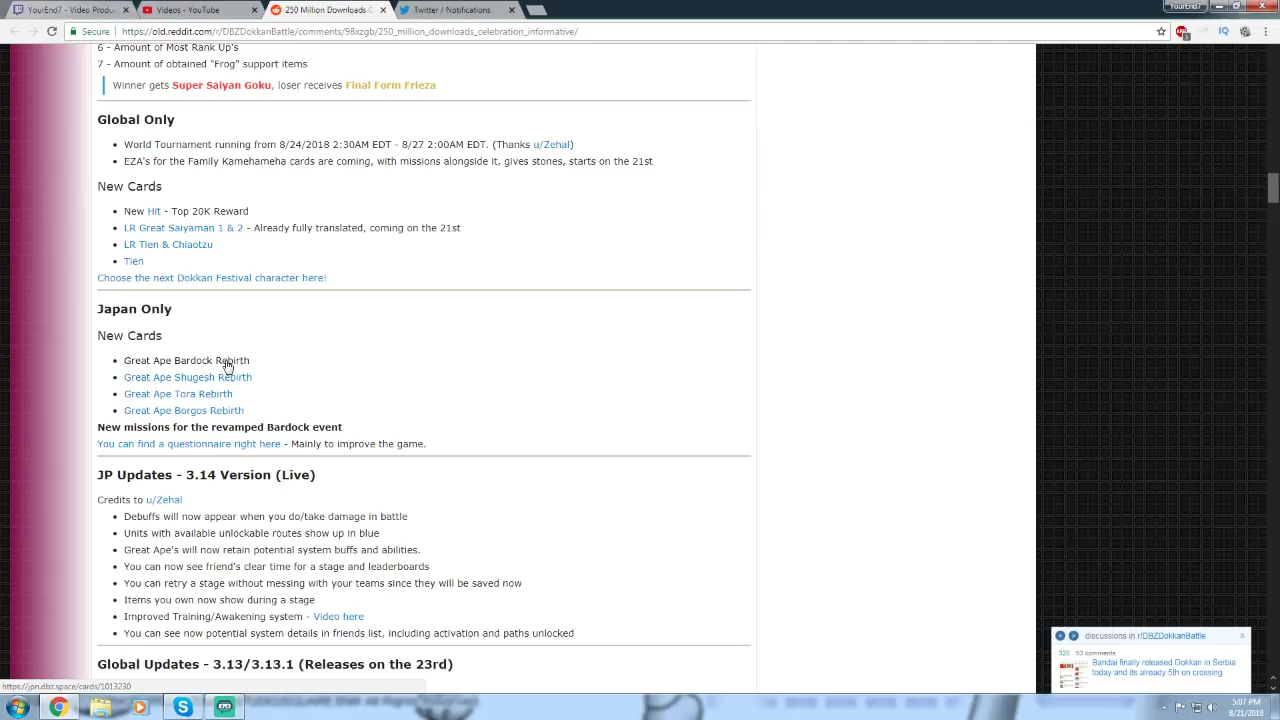 YourEnd7 - Video Produc
Videos - YouTube
250 Million Downloads C
Twitter / Notifications
YourEnd7
Secure
https://old.reddit.com/r/DBZDokkanBattle/comments/98xzgb/250_million_down
6 - Amount of Most Rank Up's
7 - Amount of obtained "Frog" support items
Winner gets Super Saiyan Goku, loser receives Final Form Frieza
Global Only
World Tournament running from 8/24/2018 2:30AM EDT - 8/27 2:30AM EDT. (Thanks u/Zehal)
EZA's for the Family Kamehameha cards are coming, with missions alongside it, gives stones, starts on the 21st
New Cards
New Hit - Top 20K Reward
LR Great Saiyaman 1 & 2 - Already fully translated, coming on the 21st
LR Tien & Chiaotzu
Tien
Choose the next Dokkan Festival character here!
Japan Only
New Cards
Great Ape Bardock Rebirth
Great Ape Shugesh Rebirth
Great Ape Tora Rebirth
Great Ape Borgos Rebirth
New missions for the revamped Bardock event
You can find a questionnaire right here - Mainly to improve the game.
JP Updates - 3.14 Version (Live)
Credits to u/Zehal
Debuffs will now appear when you do/take damage in battle
Units with available unlockable routes show up in blue
Great Ape's will now retain potential system buffs and abilities.
You can now see friend's clear time for a stage and leaderboards
You can retry a stage without messing with your teams since they will be saved now
Items you own now show during a stage
Improved Training/Awakening system - Video here
You can see now potential system details in friends list, including activation and paths unlocked
Global Updates - 3.13/3.13.1 (Releases on the 23rd)
discussions in r/DBZDokkanBattle
X
320 53 comments
Bandai finally released Dokkan in Serbia
today and its already 5th on crossing
https://jpn.dbz.space/cards/1013230
5:07 PM
8/21/2018